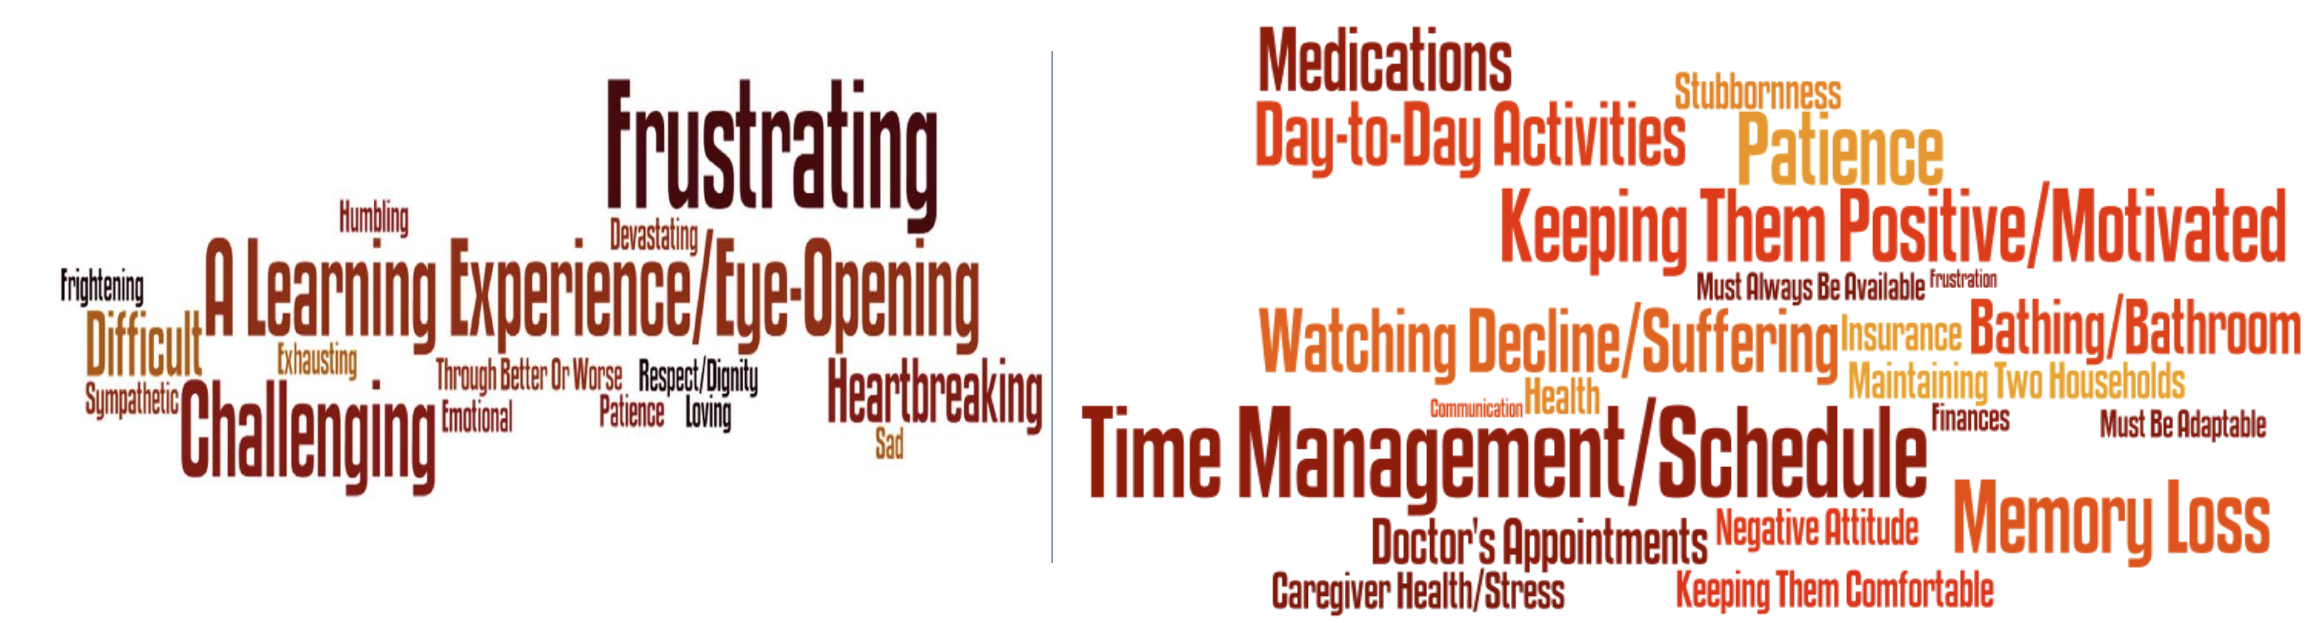 Frustrating
Humbling
Devastating
A Learning Experience/Eye-Opening
Frightening
Difficult
Exhausting
Through Better Or Worse
Respect/Dignity
Heartbreaking
Sympathetic
Challenging
Emotional
Patience
Loving
Sad
Medications
Stubbornness
Day-to-Day Activities
Patience
Keeping Them Positive/Motivated
Must Always Be Available
Frustration
Watching Decline/Suffering
Insurance
Bathing/Bathroom
Maintaining Two Households
Communication
Health
Time Management/Schedule
Finances
Must Be Adaptable
Memory Loss
Doctor's Appointments
Negative Attitude
Caregiver Health/Stress
Keeping Them Comfortable